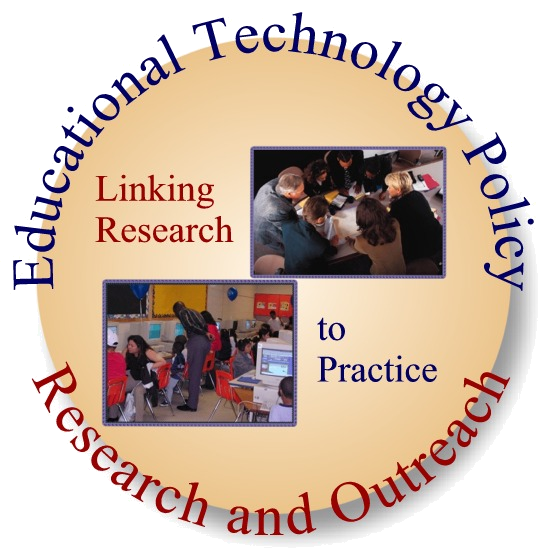 Educational Technology Policy
Linking
Research
to
Practice
Research and Outreach